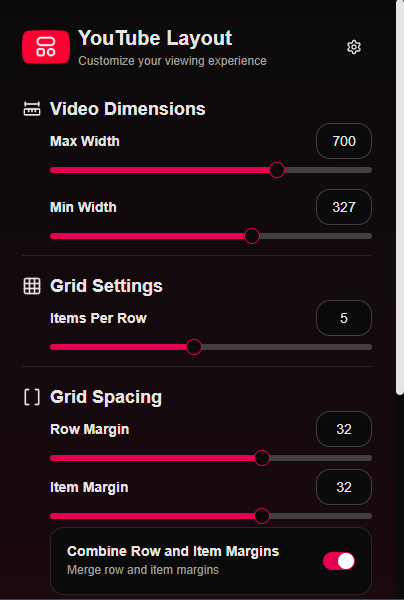 YouTube Layout
Customize your viewing experience
Video Dimensions
Max Width 700
Min Width 327
Grid Settings
Items Per Row 5
Grid Spacing
Row Margin 32
Item Margin 32
Combine Row and Item Margins
Merge row and item margins